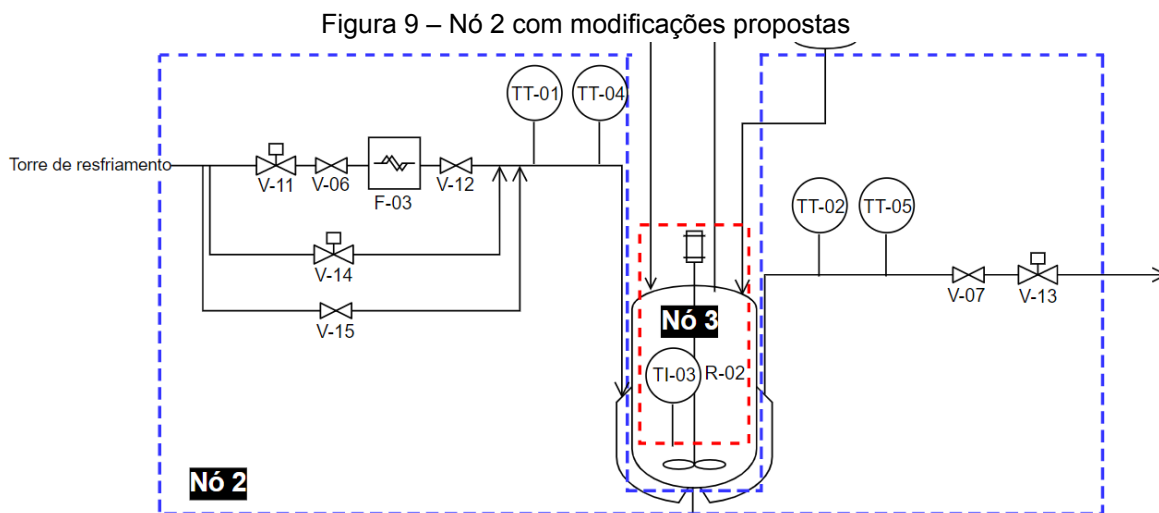 Figura 9 – Nó 2 com modificações propostas
TT-01
TT-04
Torre de resfriamento
V-11
V-06
F-03
V-12
TT-02
TT-05
V-14
V-07
V-13
V-15
Nó 3
TI-03
R-02
Nó 2